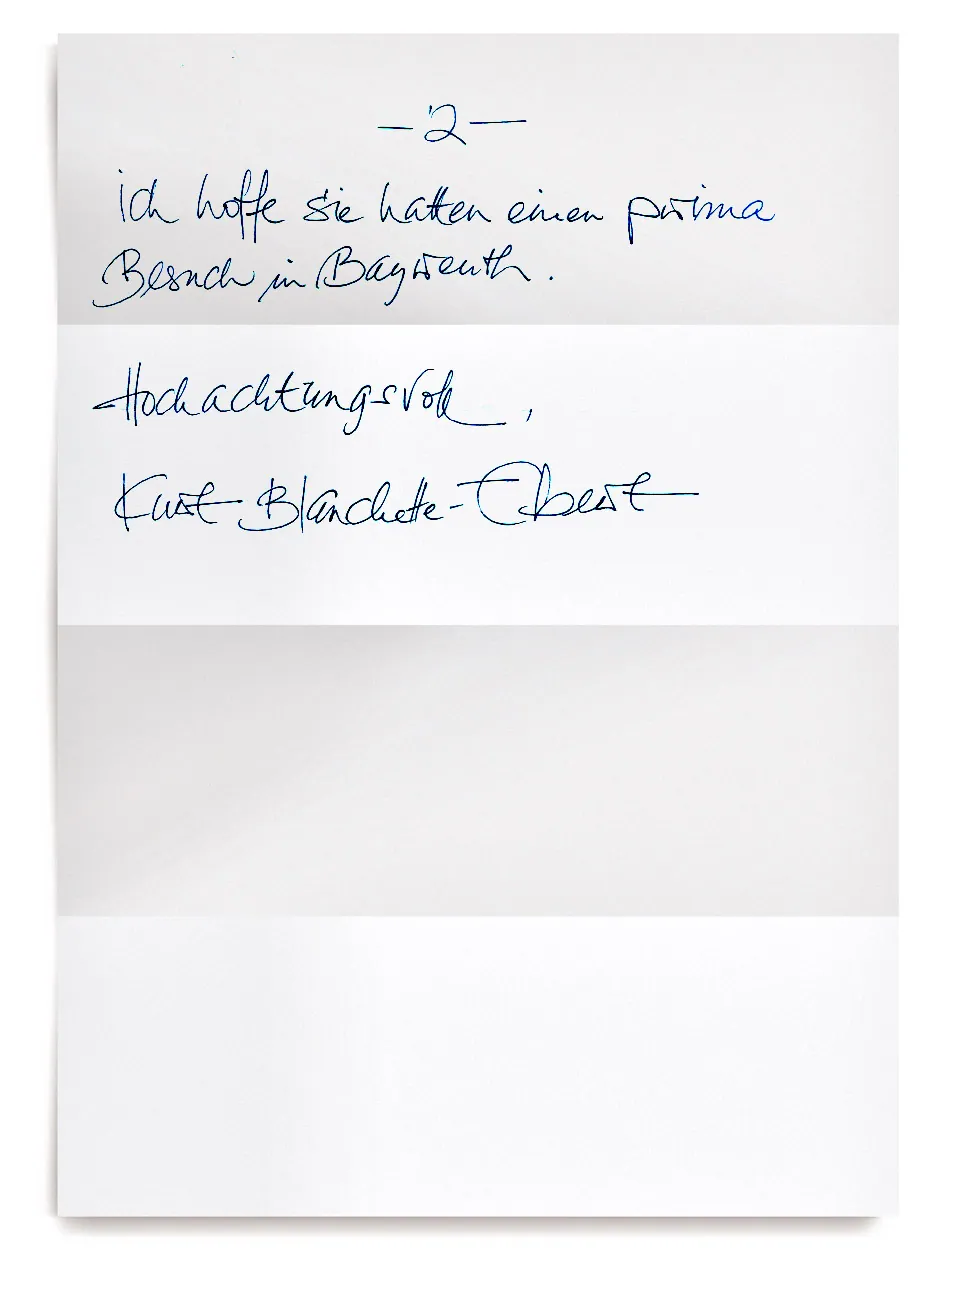 —2—
ich hoffe sie hatten einen prima
Besuch in Bayreuth.
Hochachtungsvoll,
Kurt Blanchette-Ebert